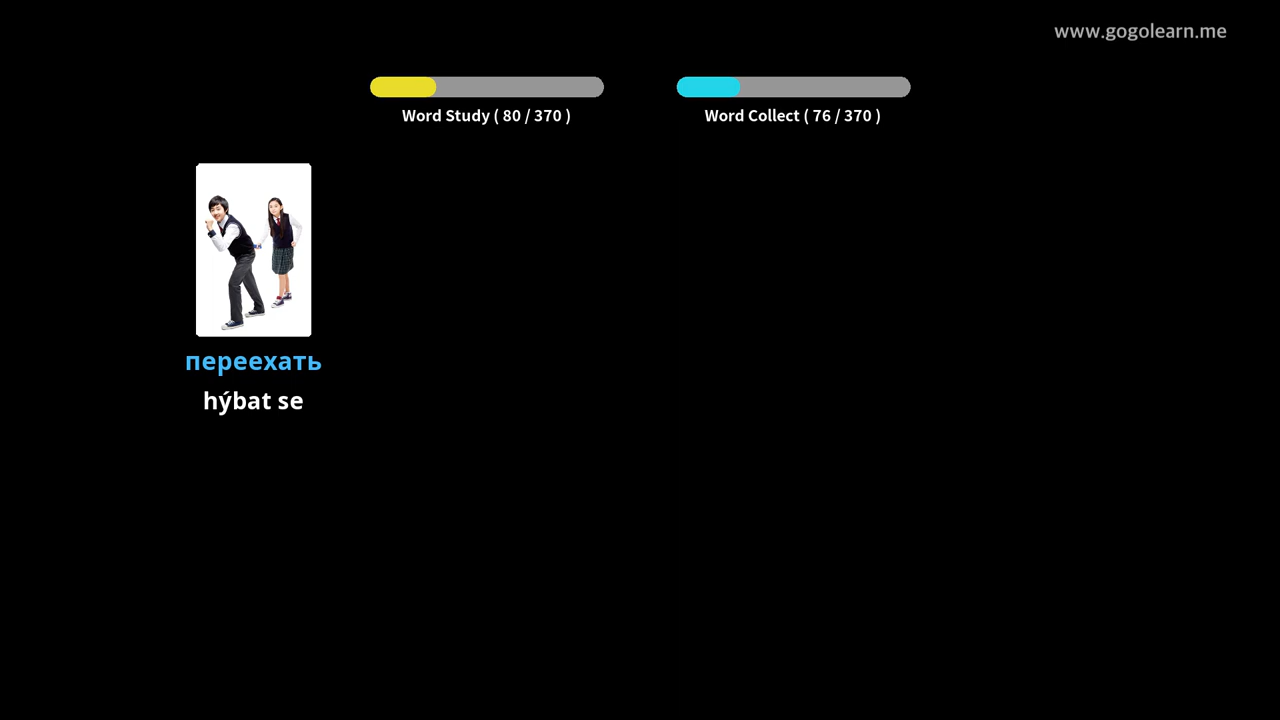 www.gogolearn.me
Word Study ( 80 / 370 )
Word Collect ( 76 / 370 )
переехать
hýbat se